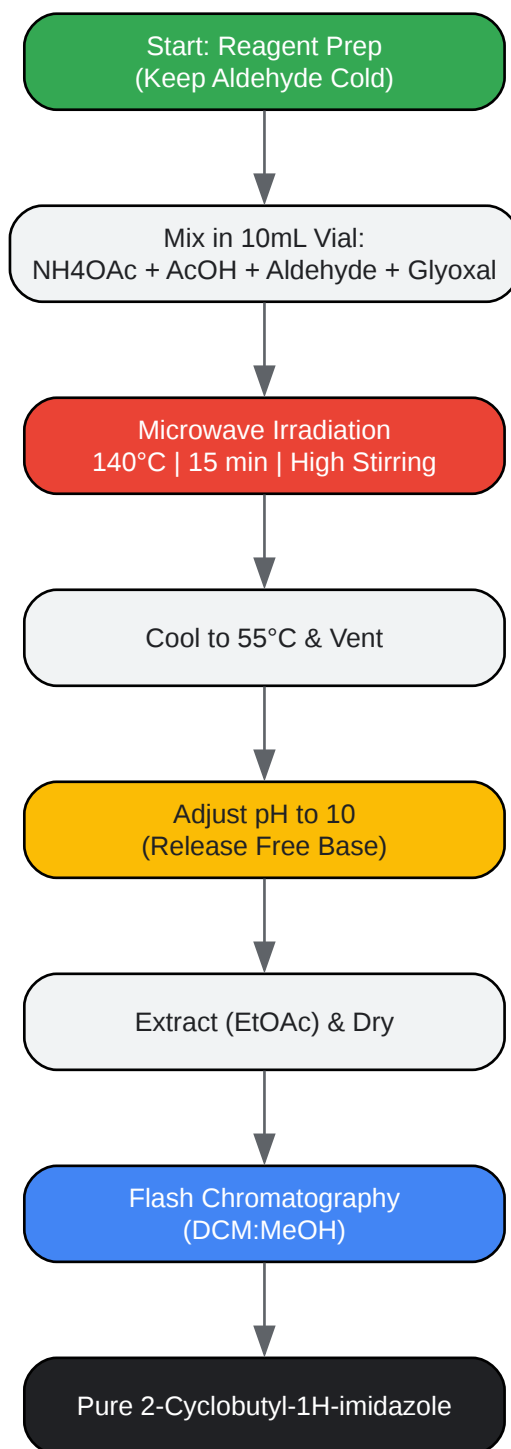 Start: Reagent Prep
(Keep Aldehyde Cold)
Mix in 10mL Vial:
NH4OAc + AcOH + Aldehyde + Glyoxal
Microwave Irradiation
140°C | 15 min | High Stirring
Cool to 55°C & Vent
Adjust pH to 10
(Release Free Base)
Extract (EtOAc) & Dry
Flash Chromatography
(DCM:MeOH)
Pure 2-Cyclobutyl-1H-imidazole